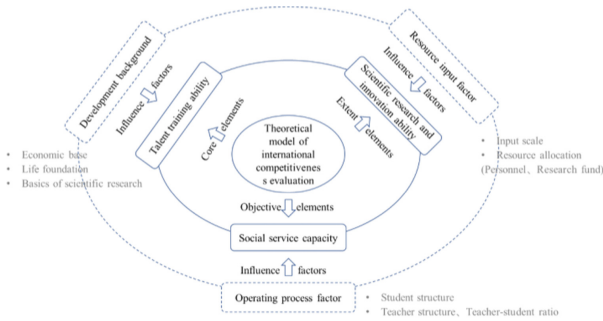 Development background
Influence factors
Talent training ability
Core elements
Resource input factor
Influence factors
Scientific research and
innovation ability
Extent elements
Theoretical
model of
international
competitivenes
s evaluation
Objective elements
Social service capacity
Influence factors
Operating process factor
• Economic base
• Life foundation
• Basics of scientific research
• Input scale
• Resource allocation
(Personnel、Research fund)
• Student structure
• Teacher structure、Teacher-student ratio